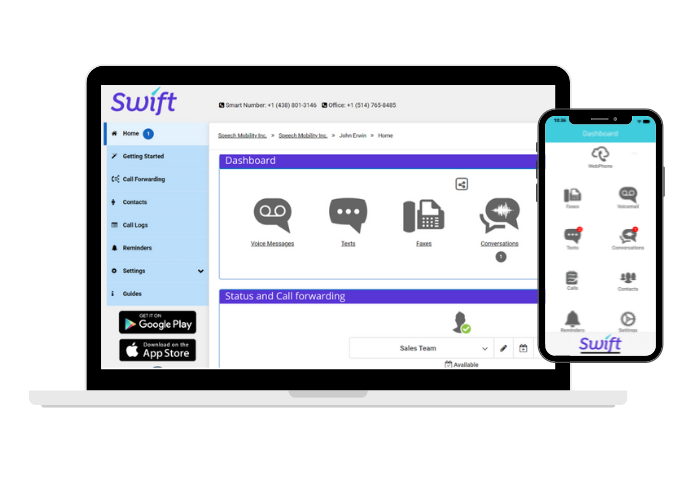 Swift
Smart Number: +1 (438) 801-3146 Office: +1 (514) 765-8485
Home 1
Getting Started
Call Forwarding
Contacts
Call Logs
Reminders
Settings
Guides
GET IT ON
Google Play
Download on the
App Store
Speech Mobility Inc. » Speech Mobility Inc. » John Erwin » Home
Dashboard
Voice Messages Texts Faxes Conversations
1
Status and Call forwarding
Sales Team
Available
10:36
Dashboard
WebPhone
Faxes Voicemail
Texts Conversations
Calls Contacts
Reminders Settings
Swift